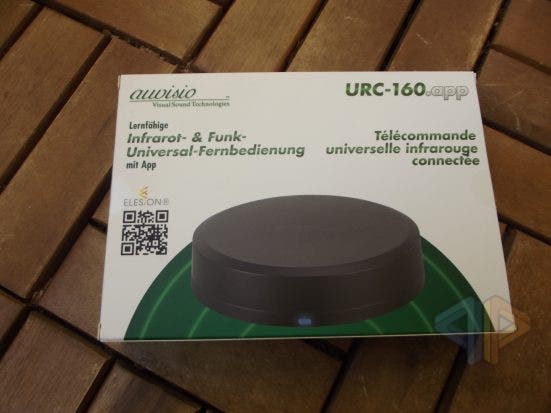 auvisio
Visual Sound Technologies
URC-160.app
Lernfähige
Infrarot- & Funk-
Universal-Fernbedienung
mit App
Télécommande
universelle infrarouge
connectée
ELESION®